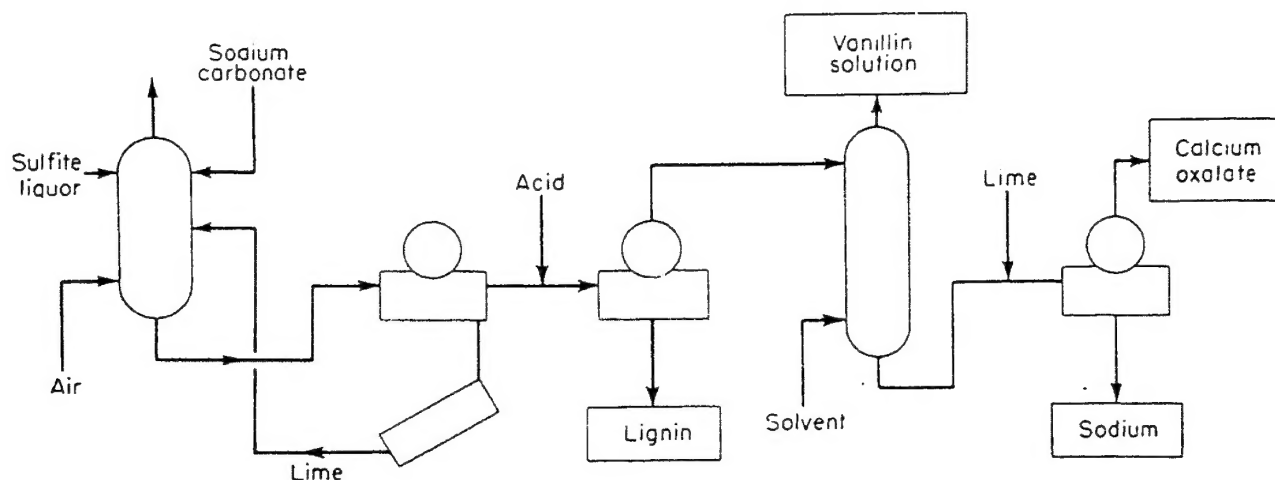 Sodium
carbonate
Sulfite
liquor
Air
Lime
Acid
Lignin
Vanillin
solution
Solvent
Lime
Calcium
oxalate
Sodium